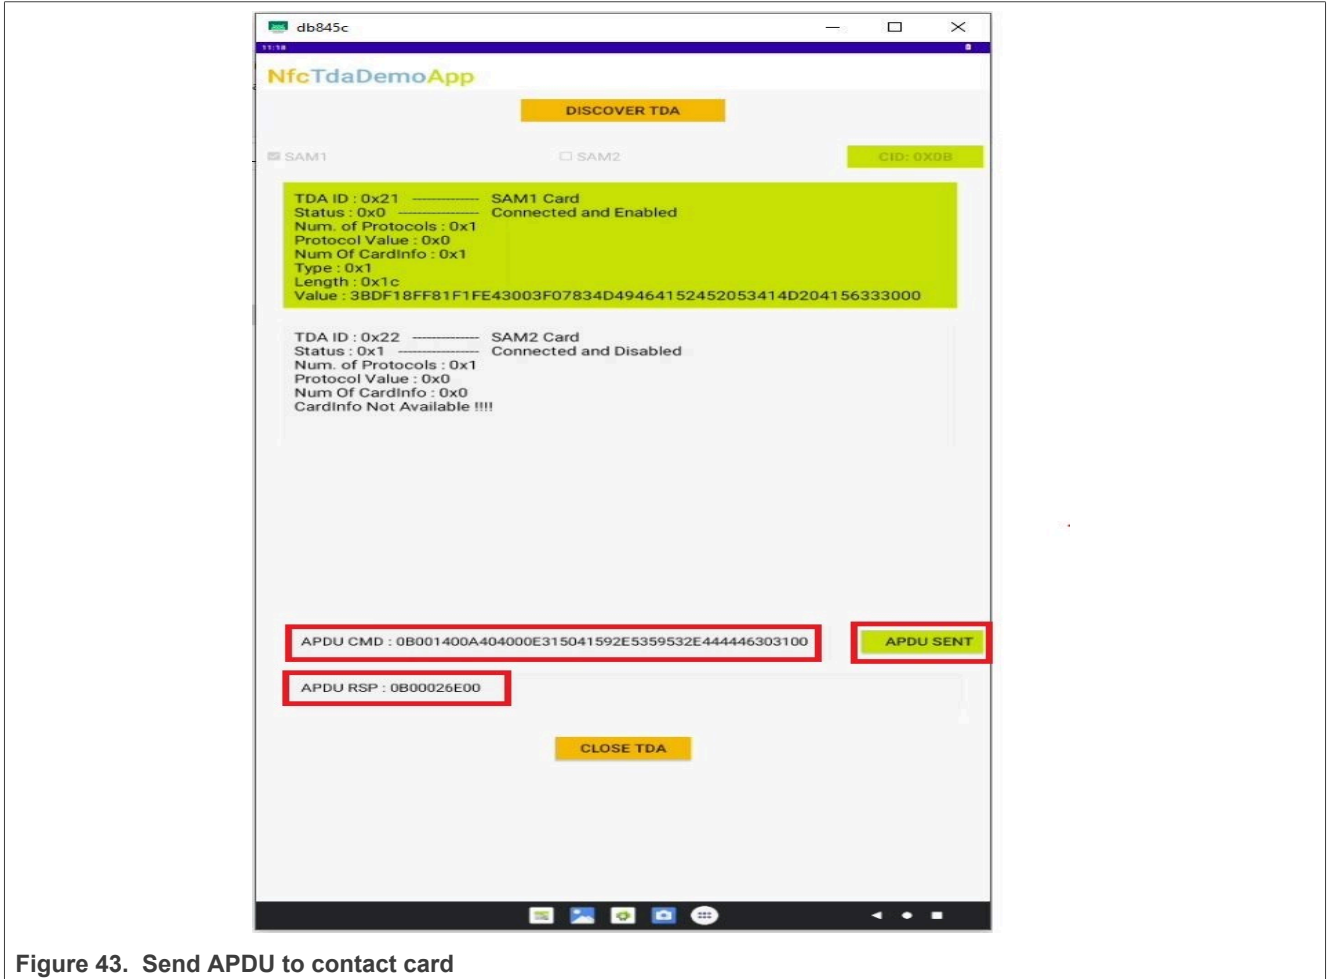 db845c
11:18
NfcTdaDemoApp
DISCOVER TDA
SAM1 SAM2 CID: 0X0B
TDA ID : 0x21 ------------- SAM1 Card
Status : 0x0 ---------------- Connected and Enabled
Num. of Protocols : 0x1
Protocol Value : 0x0
Num Of CardInfo : 0x1
Type : 0x1
Length : 0x1c
Value : 3BDF18FF81F1FE43003F07834D49464152452053414D204156333000
TDA ID : 0x22 ------------- SAM2 Card
Status : 0x1 ---------------- Connected and Disabled
Num. of Protocols : 0x1
Protocol Value : 0x0
Num Of CardInfo : 0x0
CardInfo Not Available !!!!
APDU CMD : 0B001400A404000E315041592E5359532E444446303100 APDU SENT
APDU RSP : 0B00026E00
CLOSE TDA
Figure 43. Send APDU to contact card